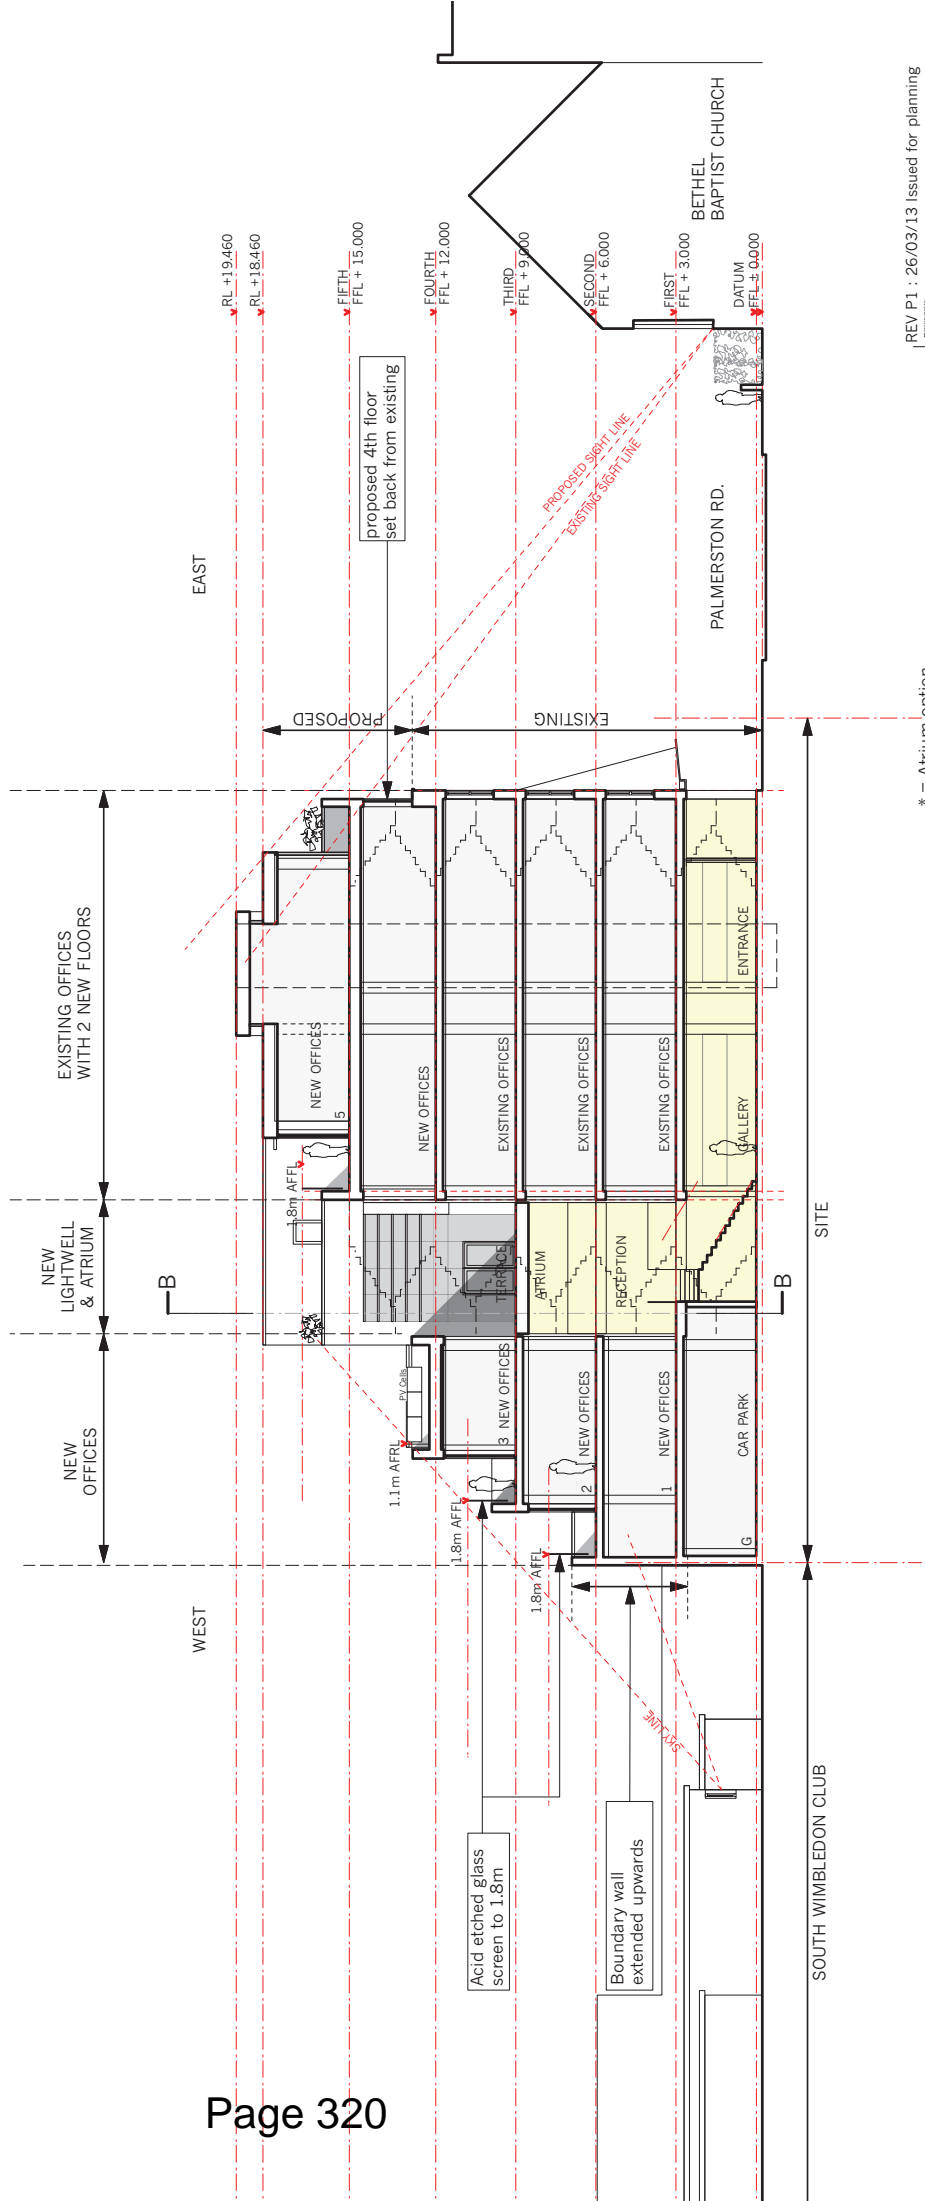 NEW
OFFICES
NEW
LIGHTWELL
& ATRIUM
EXISTING OFFICES
WITH 2 NEW FLOORS
WEST
EAST
B
B
RL +19.460
RL +18.460
FIFTH
FFL + 15.000
FOURTH
FFL + 12.000
THIRD
FFL + 9.000
SECOND
FFL + 6.000
FIRST
FFL + 3.000
DATUM
FFL ± 0.000
proposed 4th floor
set back from existing
PROPOSED
EXISTING
PROPOSED SIGHT LINE
EXISTING SIGHT LINE
BETHEL
BAPTIST CHURCH
PALMERSTON RD.
1.8m AFFL
1.1m AFRL
1.8m AFFL
1.8m AFFL
PV Cells
NEW OFFICES
5
NEW OFFICES
TERRACE
3 NEW OFFICES
EXISTING OFFICES
ATRIUM
NEW OFFICES
2
EXISTING OFFICES
RECEPTION
NEW OFFICES
1
EXISTING OFFICES
CAR PARK
G
GALLERY
ENTRANCE
SKY LINE
Acid etched glass
screen to 1.8m
Boundary wall
extended upwards
SOUTH WIMBLEDON CLUB
SITE
REV P1 : 26/03/13 Issued for planning
Page 320